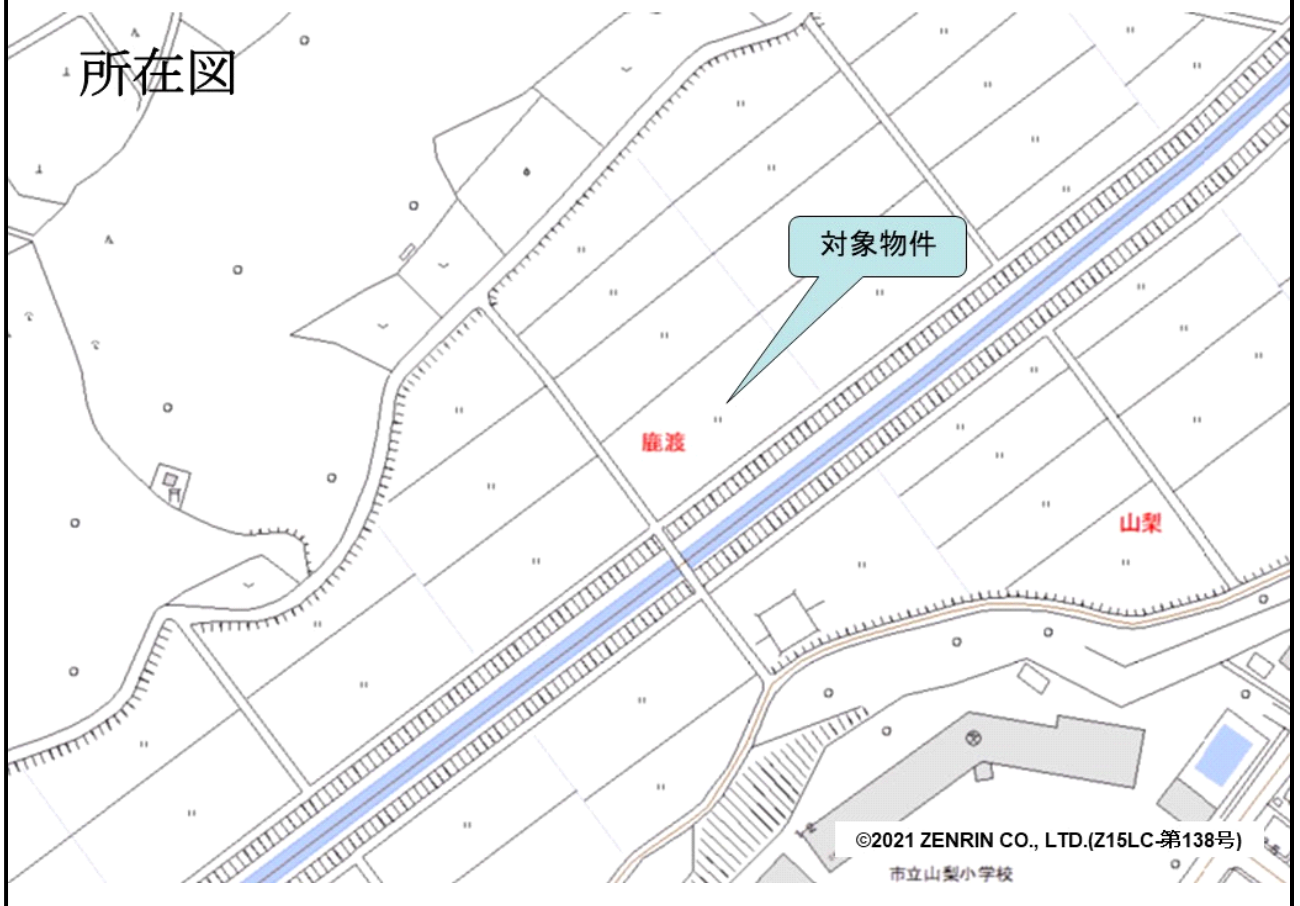 所在図
対象物件
鹿渡
山梨
©2021 ZENRIN CO., LTD.(Z15LC-第138号)
市立山梨小学校